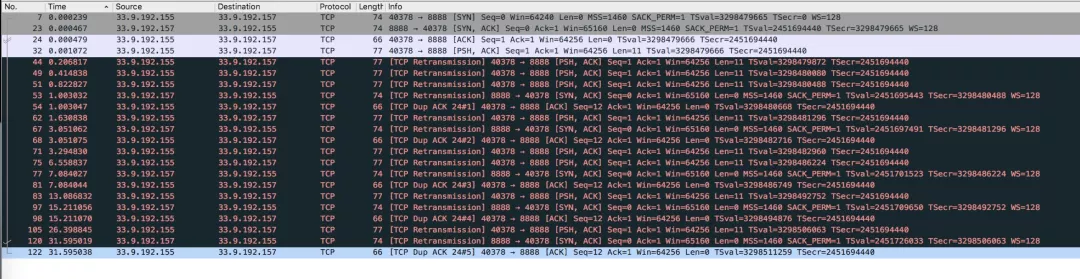 No. Time Source Destination Protocol Length Info
7 0.000239 33.9.192.155 33.9.192.157 TCP 74 40378 → 8888 [SYN] Seq=0 Win=64240 Len=0 MSS=1460 SACK_PERM=1 TSval=3298479665 TSecr=0 WS=128
23 0.000467 33.9.192.157 33.9.192.155 TCP 74 8888 → 40378 [SYN, ACK] Seq=0 Ack=1 Win=65160 Len=0 MSS=1460 SACK_PERM=1 TSval=2451694440 TSecr=3298479665 WS=128
24 0.000479 33.9.192.155 33.9.192.157 TCP 66 40378 → 8888 [ACK] Seq=1 Ack=1 Win=64256 Len=0 TSval=3298479666 TSecr=2451694440
32 0.001072 33.9.192.155 33.9.192.157 TCP 77 40378 → 8888 [PSH, ACK] Seq=1 Ack=1 Win=64256 Len=11 TSval=3298479666 TSecr=2451694440
44 0.206817 33.9.192.155 33.9.192.157 TCP 77 [TCP Retransmission] 40378 → 8888 [PSH, ACK] Seq=1 Ack=1 Win=64256 Len=11 TSval=3298479872 TSecr=2451694440
49 0.414838 33.9.192.155 33.9.192.157 TCP 77 [TCP Retransmission] 40378 → 8888 [PSH, ACK] Seq=1 Ack=1 Win=64256 Len=11 TSval=3298480080 TSecr=2451694440
51 0.822827 33.9.192.155 33.9.192.157 TCP 77 [TCP Retransmission] 40378 → 8888 [PSH, ACK] Seq=1 Ack=1 Win=64256 Len=11 TSval=3298480488 TSecr=2451694440
53 1.003032 33.9.192.157 33.9.192.155 TCP 74 [TCP Retransmission] 8888 → 40378 [SYN, ACK] Seq=0 Ack=1 Win=65160 Len=0 MSS=1460 SACK_PERM=1 TSval=2451695443 TSecr=3298480488 WS=128
54 1.003047 33.9.192.155 33.9.192.157 TCP 66 [TCP Dup ACK 24#1] 40378 → 8888 [ACK] Seq=12 Ack=1 Win=64256 Len=0 TSval=3298480668 TSecr=2451694440
62 1.630838 33.9.192.155 33.9.192.157 TCP 77 [TCP Retransmission] 40378 → 8888 [PSH, ACK] Seq=1 Ack=1 Win=64256 Len=11 TSval=3298481296 TSecr=2451694440
67 3.051062 33.9.192.157 33.9.192.155 TCP 74 [TCP Retransmission] 8888 → 40378 [SYN, ACK] Seq=0 Ack=1 Win=65160 Len=0 MSS=1460 SACK_PERM=1 TSval=2451697491 TSecr=3298481296 WS=128
68 3.051075 33.9.192.155 33.9.192.157 TCP 66 [TCP Dup ACK 24#2] 40378 → 8888 [ACK] Seq=12 Ack=1 Win=64256 Len=0 TSval=3298482716 TSecr=2451694440
71 3.294830 33.9.192.155 33.9.192.157 TCP 77 [TCP Retransmission] 40378 → 8888 [PSH, ACK] Seq=1 Ack=1 Win=64256 Len=11 TSval=3298482960 TSecr=2451694440
75 6.558837 33.9.192.155 33.9.192.157 TCP 77 [TCP Retransmission] 40378 → 8888 [PSH, ACK] Seq=1 Ack=1 Win=64256 Len=11 TSval=3298486224 TSecr=2451694440
77 7.084027 33.9.192.157 33.9.192.155 TCP 74 [TCP Retransmission] 8888 → 40378 [SYN, ACK] Seq=0 Ack=1 Win=65160 Len=0 MSS=1460 SACK_PERM=1 TSval=2451701523 TSecr=3298486224 WS=128
81 7.084044 33.9.192.155 33.9.192.157 TCP 66 [TCP Dup ACK 24#3] 40378 → 8888 [ACK] Seq=12 Ack=1 Win=64256 Len=0 TSval=3298486749 TSecr=2451694440
83 13.086832 33.9.192.155 33.9.192.157 TCP 77 [TCP Retransmission] 40378 → 8888 [PSH, ACK] Seq=1 Ack=1 Win=64256 Len=11 TSval=3298492752 TSecr=2451694440
97 15.211056 33.9.192.157 33.9.192.155 TCP 74 [TCP Retransmission] 8888 → 40378 [SYN, ACK] Seq=0 Ack=1 Win=65160 Len=0 MSS=1460 SACK_PERM=1 TSval=2451709650 TSecr=3298492752 WS=128
98 15.211070 33.9.192.155 33.9.192.157 TCP 66 [TCP Dup ACK 24#4] 40378 → 8888 [ACK] Seq=12 Ack=1 Win=64256 Len=0 TSval=3298494876 TSecr=2451694440
105 26.398845 33.9.192.155 33.9.192.157 TCP 77 [TCP Retransmission] 40378 → 8888 [PSH, ACK] Seq=1 Ack=1 Win=64256 Len=11 TSval=3298506063 TSecr=2451694440
120 31.595019 33.9.192.157 33.9.192.155 TCP 74 [TCP Retransmission] 8888 → 40378 [SYN, ACK] Seq=0 Ack=1 Win=65160 Len=0 MSS=1460 SACK_PERM=1 TSval=2451726033 TSecr=3298506063 WS=128
122 31.595038 33.9.192.155 33.9.192.157 TCP 66 [TCP Dup ACK 24#5] 40378 → 8888 [ACK] Seq=12 Ack=1 Win=64256 Len=0 TSval=3298511259 TSecr=2451694440